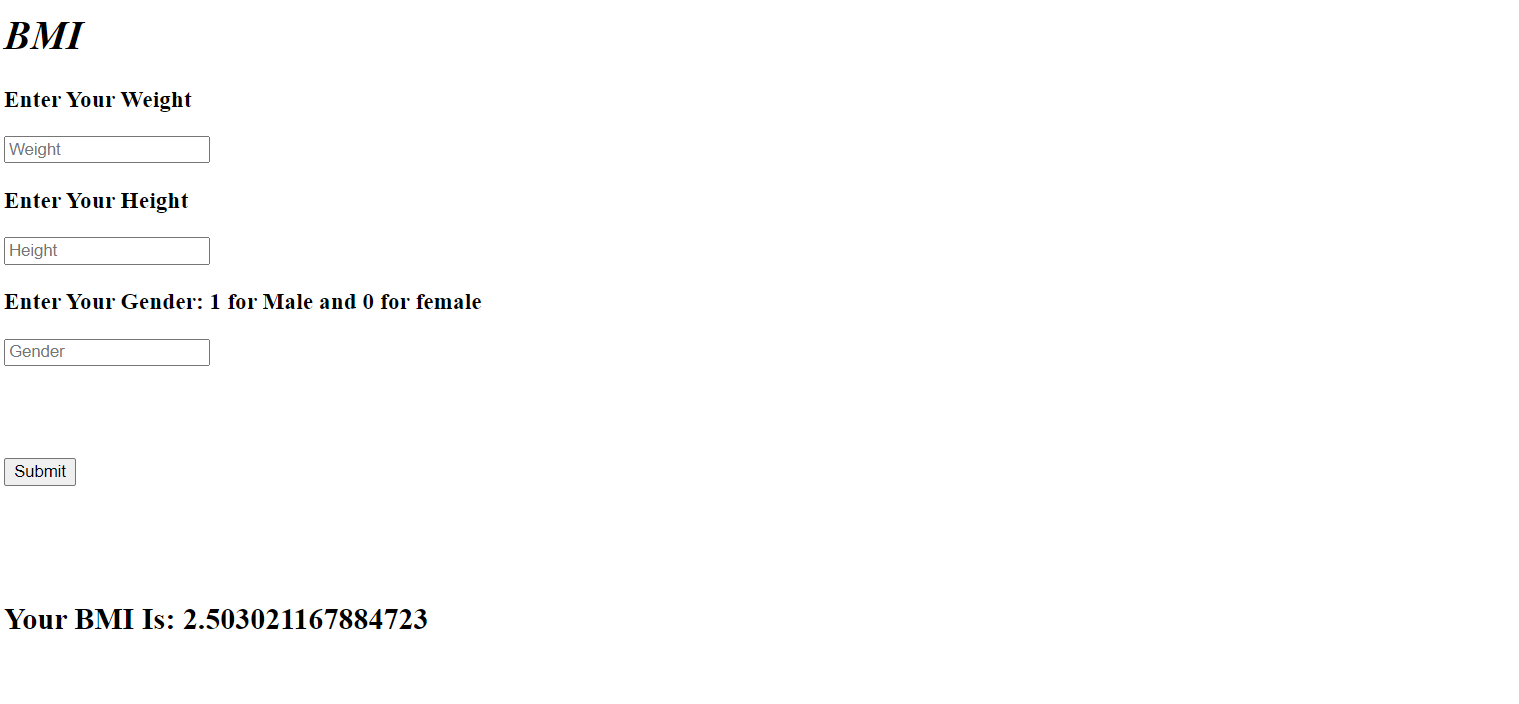 BMI
Enter Your Weight
Weight
Enter Your Height
Height
Enter Your Gender: 1 for Male and 0 for female
Gender
Submit
Your BMI Is: 2.503021167884723